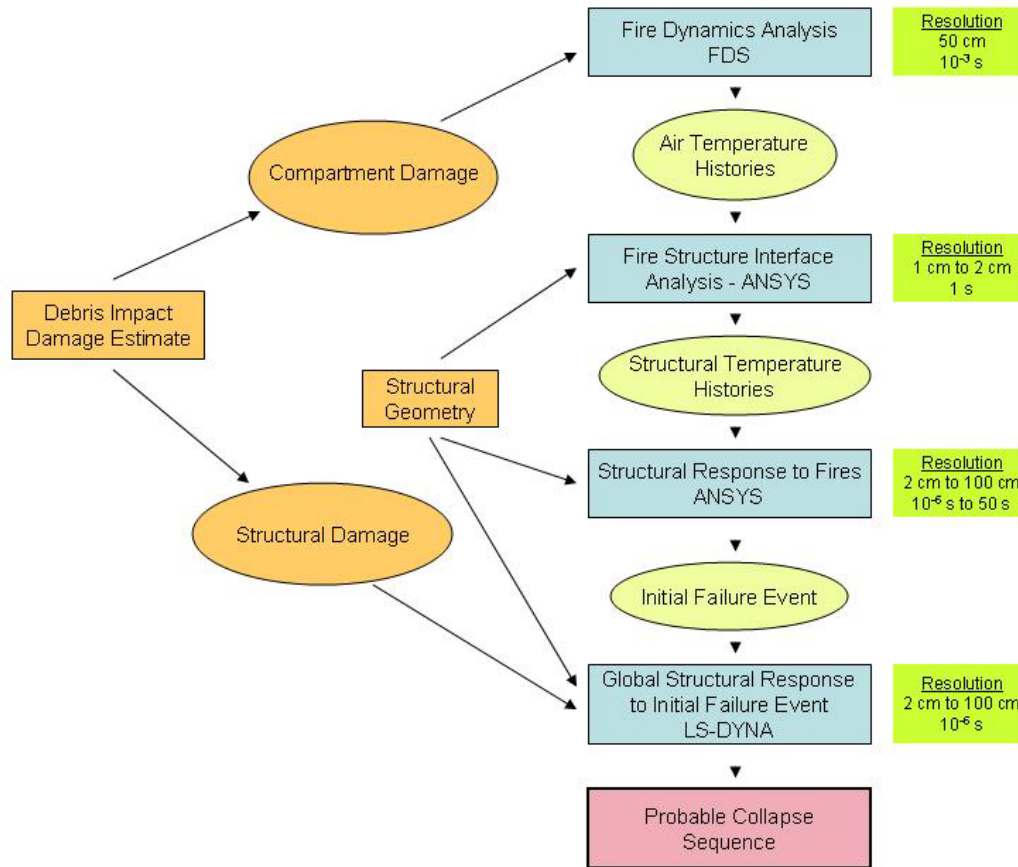 Fire Dynamics Analysis
FDS
Resolution
50 cm
10⁻³ s
Air Temperature
Histories
Compartment Damage
Fire Structure Interface
Analysis - ANSYS
Resolution
1 cm to 2 cm
1 s
Debris Impact
Damage Estimate
Structural Temperature
Histories
Structural
Geometry
Structural Response to Fires
ANSYS
Resolution
2 cm to 100 cm
10⁻⁶ s to 50 s
Structural Damage
Initial Failure Event
Global Structural Response
to Initial Failure Event
LS-DYNA
Resolution
2 cm to 100 cm
10⁻⁶ s
Probable Collapse
Sequence